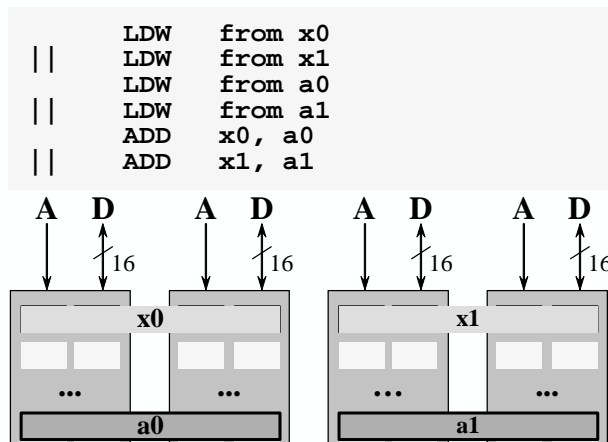 LDW from x0
|| LDW from x1
LDW from a0
|| LDW from a1
ADD x0, a0
|| ADD x1, a1
A D A D A D A D
16 16 16 16
x0 x1
... ... ... ...
a0 a1